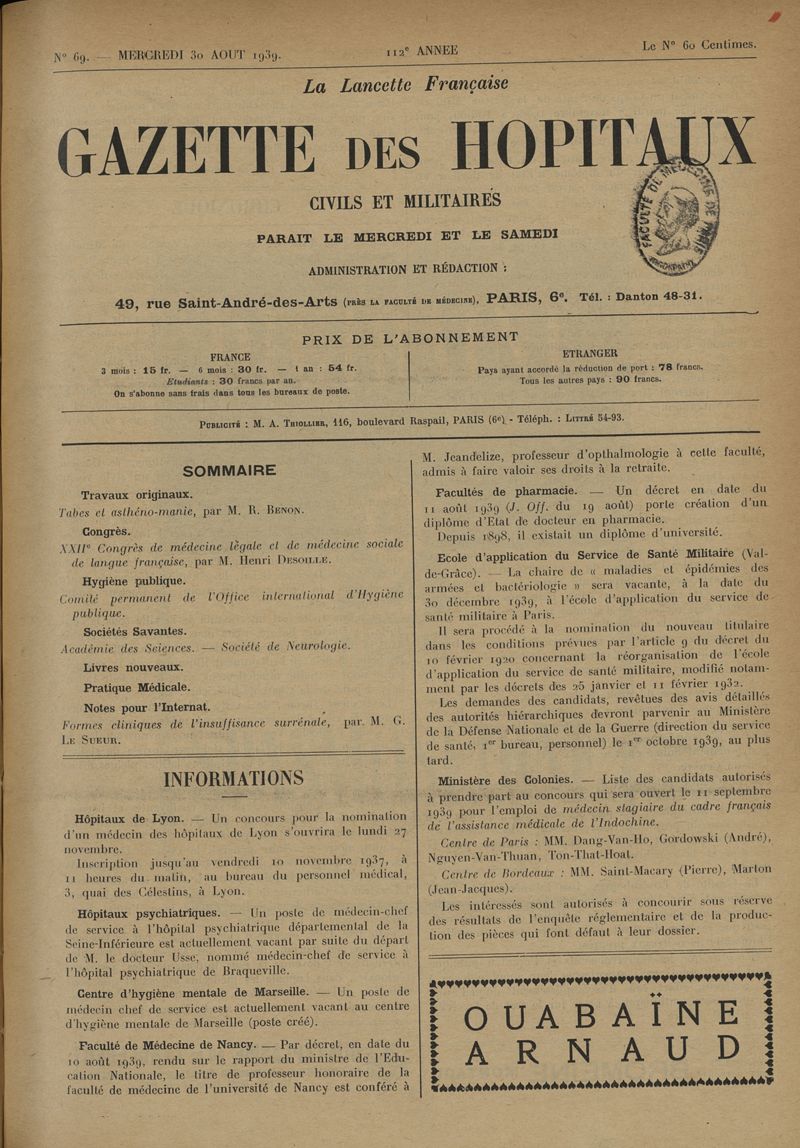 N° 69. — MERCREDI 30 AOUT 1939.
112e ANNEE
Le N° 60 Centimes.
La Lancette Française
GAZETTE DES HOPITAUX
CIVILS ET MILITAIRES
PARAIT LE MERCREDI ET LE SAMEDI
ADMINISTRATION ET RÉDACTION :
49, rue Saint-André-des-Arts (PRÈS LA FACULTÉ DE MÉDECINE), PARIS, 6e. Tél. : Danton 48-31.
FACULTÉ DE MÉDECINE DE PARIS
PRIX DE L'ABONNEMENT
FRANCE
3 mois : 15 fr. — 6 mois : 30 fr. — 1 an : 54 fr.
Etudiants : 30 francs par an.
On s'abonne sans frais dans tous les bureaux de poste.
ETRANGER
Pays ayant accordé la réduction de port : 78 francs.
Tous les autres pays : 90 francs.
PUBLICITÉ : M. A. THIOLLIER, 116, boulevard Raspail, PARIS (6e) - Téléph. : LITTRÉ 54-93.
SOMMAIRE
Travaux originaux.
Tabes et asthéno-manie, par M. R. BENON.
Congrès.
XXIIe Congrès de médecine légale et de médecine sociale
de langue française, par M. Henri DESOILLE.
Hygiène publique.
Comité permanent de l'Office international d'Hygiène
publique.
Sociétés Savantes.
Académie des Sciences. — Société de Neurologie.
Livres nouveaux.
Pratique Médicale.
Notes pour l'Internat.
Formes cliniques de l'insuffisance surrénale, par M. G.
LE SUEUR.
INFORMATIONS
Hôpitaux de Lyon. — Un concours pour la nomination
d'un médecin des hôpitaux de Lyon s'ouvrira le lundi 27
novembre.
Inscription jusqu'au vendredi 10 novembre 1937, à
11 heures du matin, au bureau du personnel médical,
3, quai des Célestins, à Lyon.
Hôpitaux psychiatriques. — Un poste de médecin-chef
de service à l'hôpital psychiatrique départemental de la
Seine-Inférieure est actuellement vacant par suite du départ
de M. le docteur Usse, nommé médecin-chef de service à
l'hôpital psychiatrique de Braqueville.
Centre d'hygiène mentale de Marseille. — Un poste de
médecin chef de service est actuellement vacant au centre
d'hygiène mentale de Marseille (poste créé).
Faculté de Médecine de Nancy. — Par décret, en date du
10 août 1939, rendu sur le rapport du ministre de l'Edu-
cation Nationale, le titre de professeur honoraire de la
faculté de médecine de l'université de Nancy est conféré à
M. Jeandelize, professeur d'opthalmologie à cette faculté,
admis à faire valoir ses droits à la retraite.
Facultés de pharmacie. — Un décret en date du
11 août 1939 (J. Off. du 19 août) porte création d'un
diplôme d'Etat de docteur en pharmacie.
Depuis 1898, il existait un diplôme d'université.
Ecole d'application du Service de Santé Militaire (Val-
de-Grâce). — La chaire de « maladies et épidémies des
armées et bactériologie » sera vacante, à la date du
30 décembre 1939, à l'école d'application du service de
santé militaire à Paris.
Il sera procédé à la nomination du nouveau titulaire
dans les conditions prévues par l'article 9 du décret du
10 février 1920 concernant la réorganisation de l'école
d'application du service de santé militaire, modifié notam-
ment par les décrets des 25 janvier et 11 février 1932.
Les demandes des candidats, revêtues des avis détaillés
des autorités hiérarchiques devront parvenir au Ministère
de la Défense Nationale et de la Guerre (direction du service
de santé, 1er bureau, personnel) le 1er octobre 1939, au plus
tard.
Ministère des Colonies. — Liste des candidats autorisés
à prendre part au concours qui sera ouvert le 11 septembre
1939 pour l'emploi de médecin stagiaire du cadre français
de l'assistance médicale de l'Indochine.
Centre de Paris : MM. Dang-Van-Ho, Gordowski (André),
Nguyen-Van-Thuan, Ton-That-Hoat.
Centre de Bordeaux : MM. Saint-Macary (Pierre), Marton
(Jean-Jacques).
Les intéressés sont autorisés à concourir sous réserve
des résultats de l'enquête réglementaire et de la produc-
tion des pièces qui font défaut à leur dossier.
OUABAÏNE
ARNAUD